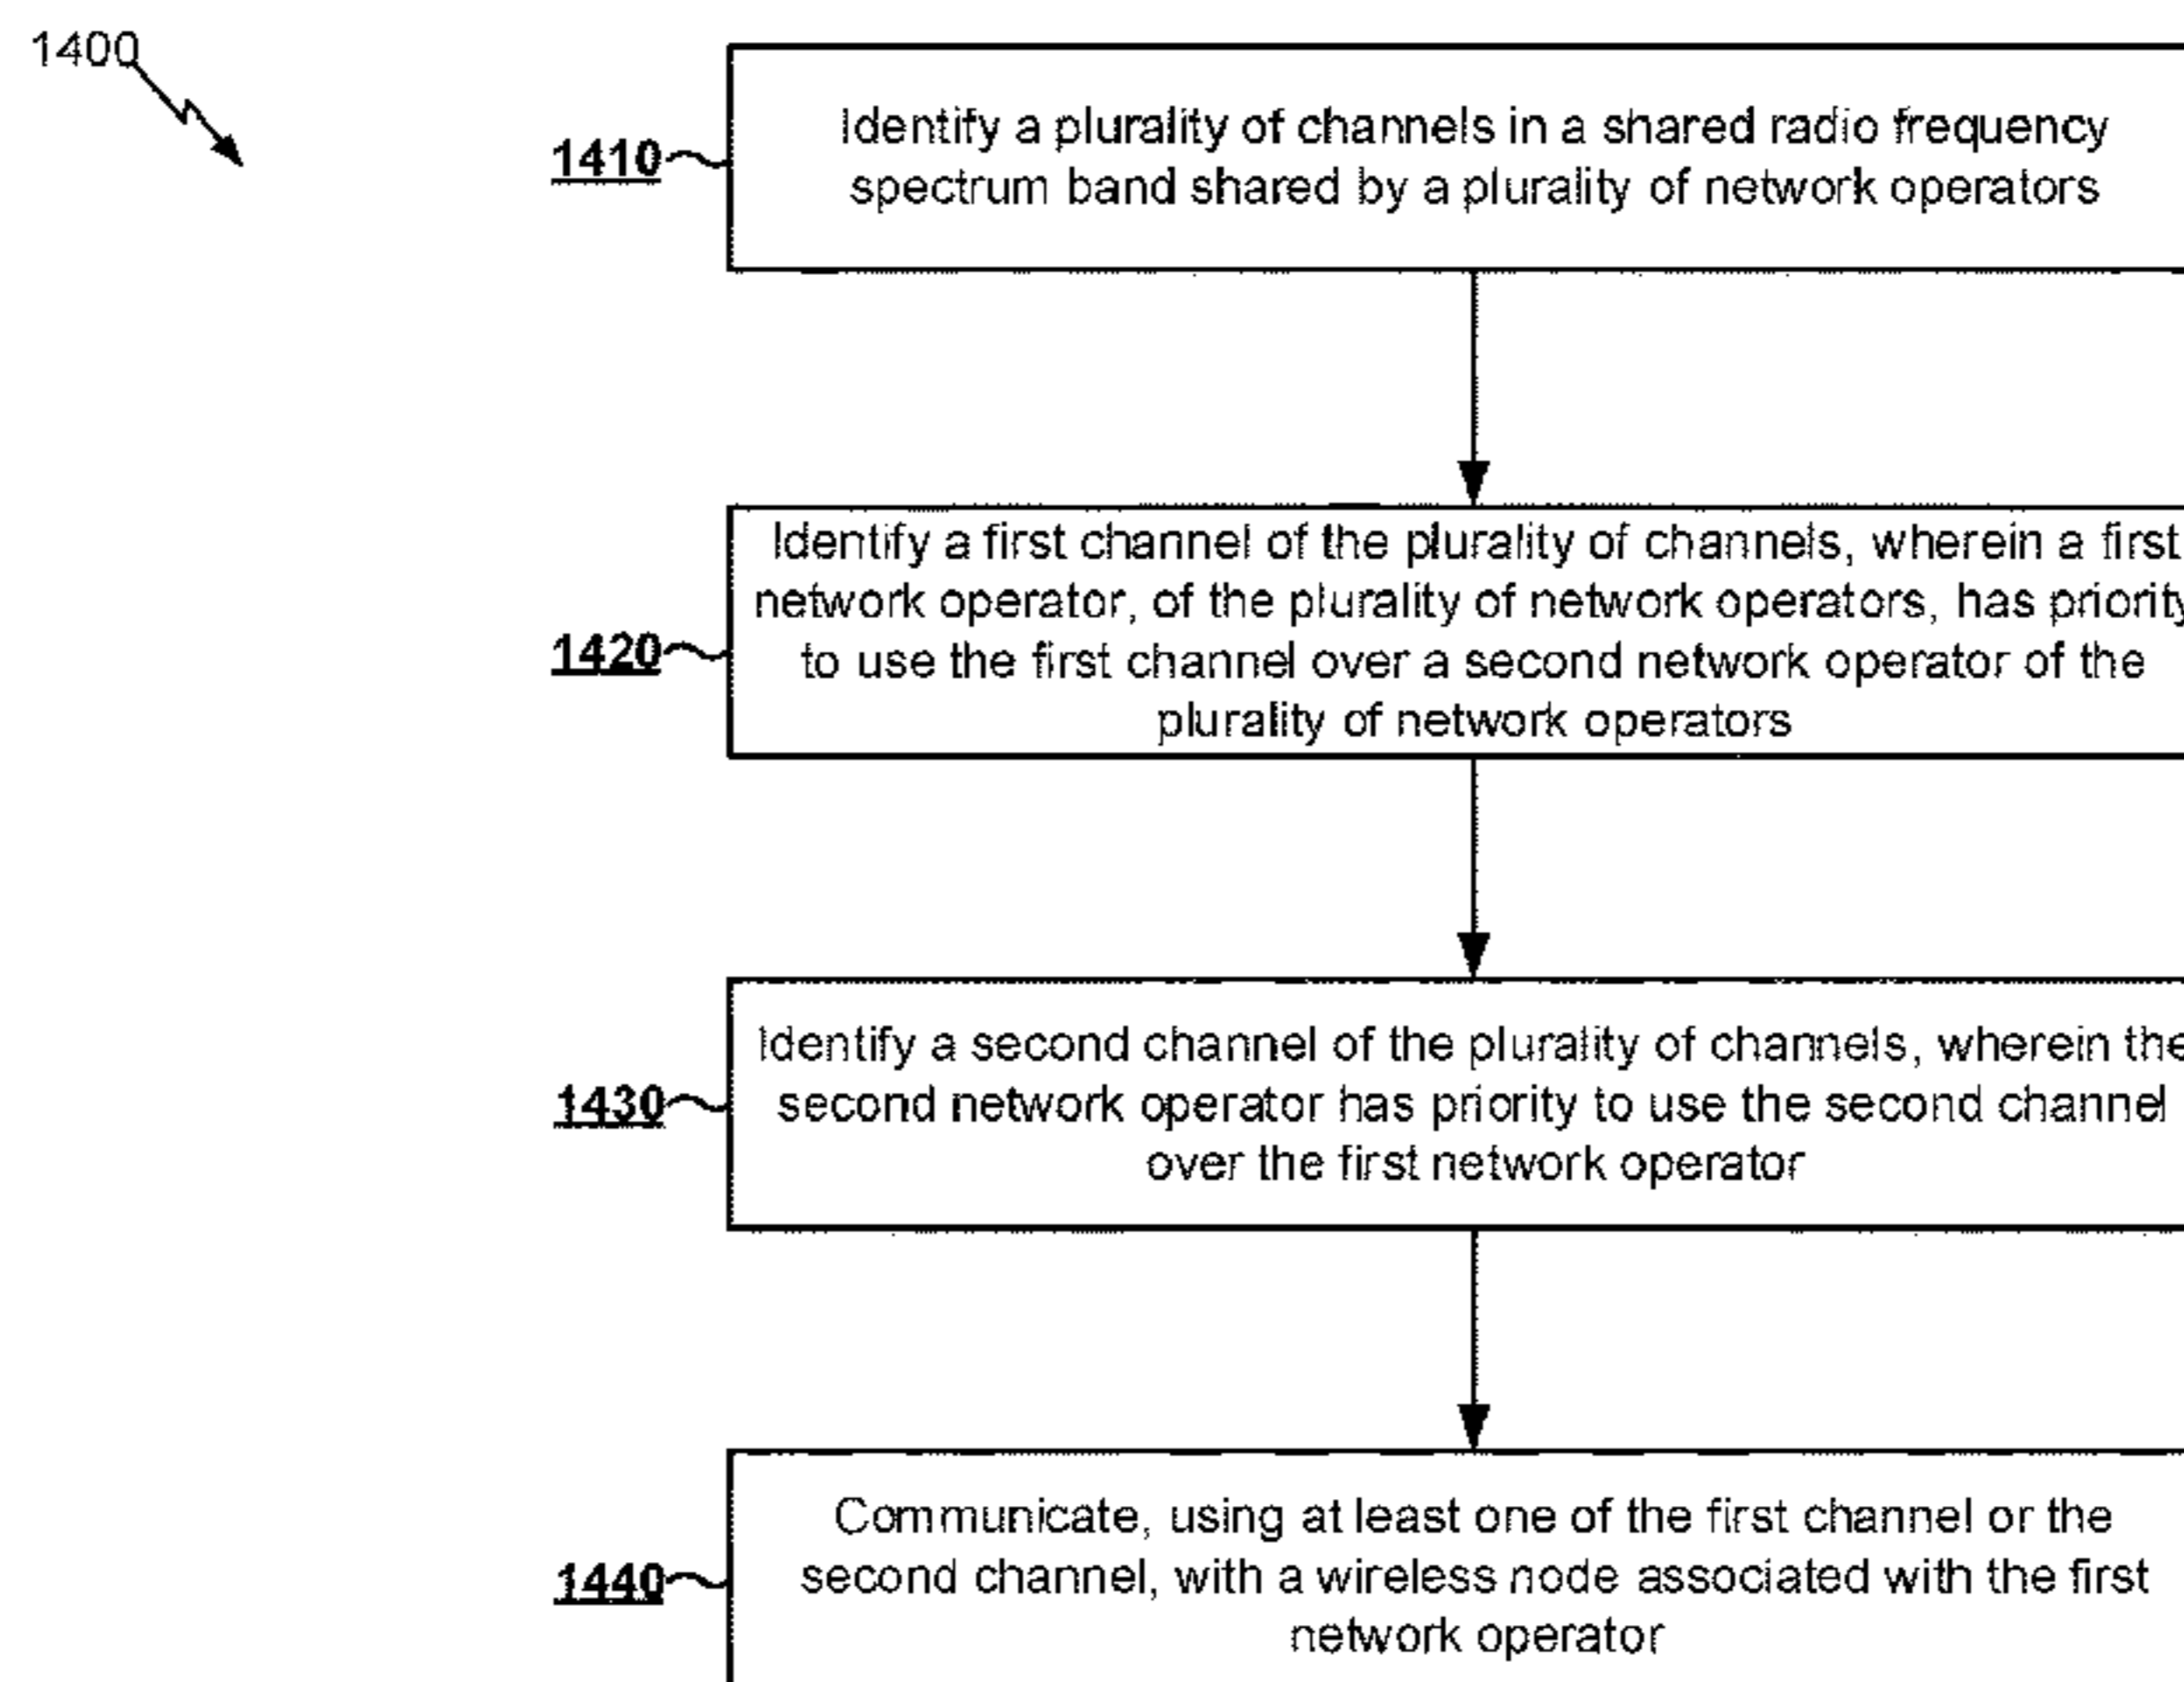 1400
1410
Identify a plurality of channels in a shared radio frequency
spectrum band shared by a plurality of network operators
1420
Identify a first channel of the plurality of channels, wherein a first
network operator, of the plurality of network operators, has priority
to use the first channel over a second network operator of the
plurality of network operators
1430
Identify a second channel of the plurality of channels, wherein the
second network operator has priority to use the second channel
over the first network operator
1440
Communicate, using at least one of the first channel or the
second channel, with a wireless node associated with the first
network operator